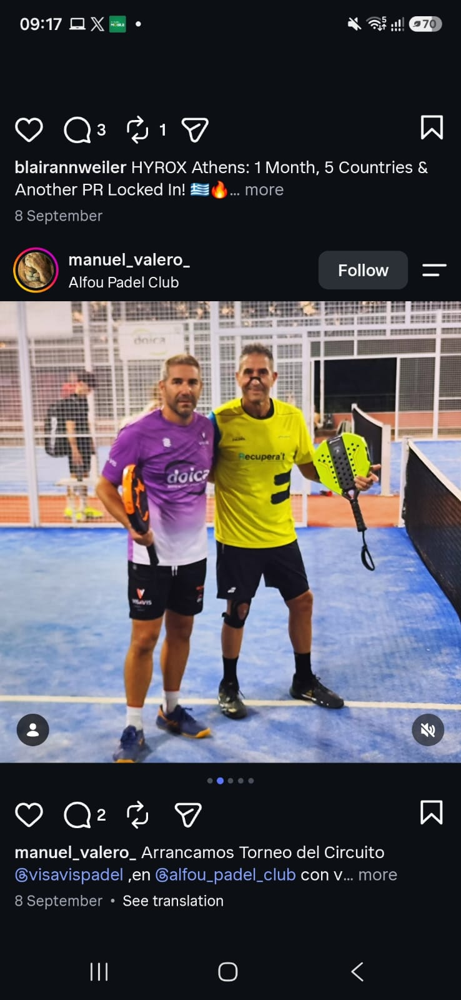 09:17
5
70
3
1
blairannweiler HYROX Athens: 1 Month, 5 Countries &
Another PR Locked In! 🇬🇷🔥... more
8 September
manuel_valero_
Alfou Padel Club
Follow
doica
Recupera't
doica
VISAVIS
2
manuel_valero_ Arrancamos Torneo del Circuito
@visavispadel ,en @alfou_padel_club con v... more
8 September • See translation